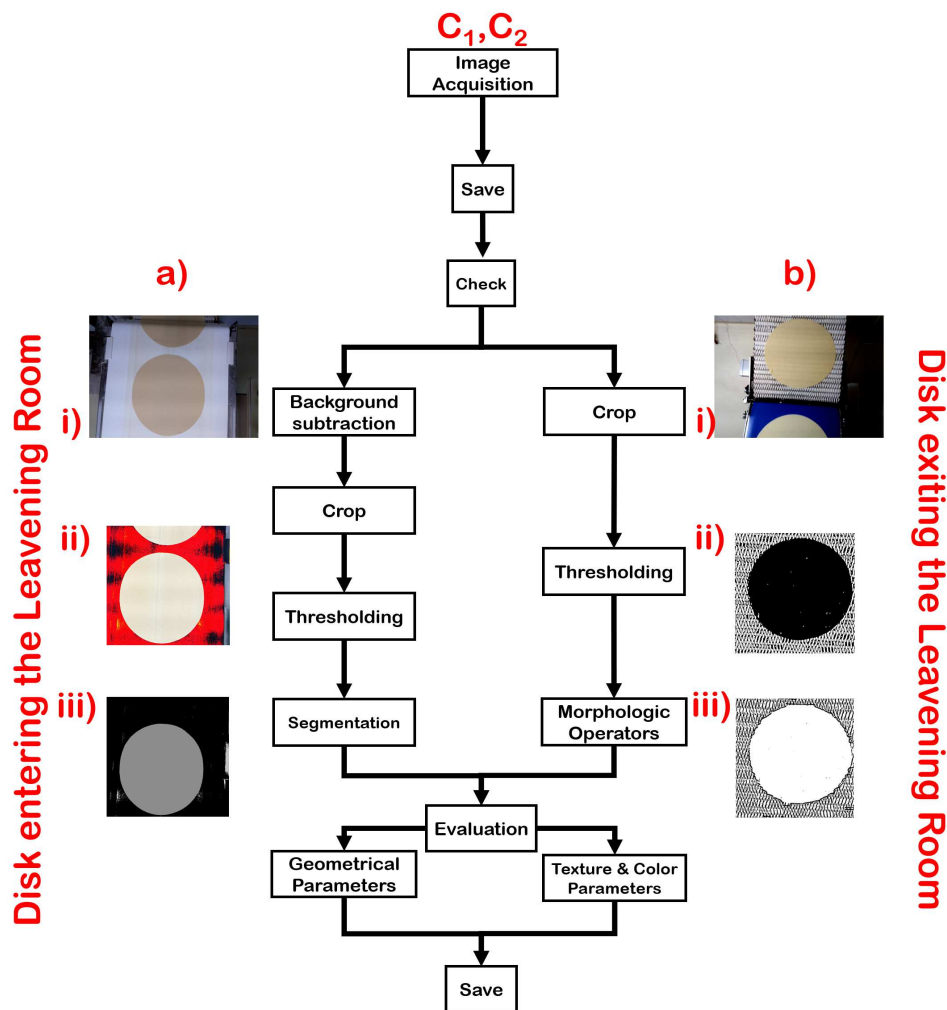 C₁,C₂
Image
Acquisition
Save
Check
a)
b)
Disk entering the Leavening Room
Disk exiting the Leavening Room
i)
Background
subtraction
Crop
i)
Crop
ii)
ii)
Thresholding
Thresholding
iii)
Segmentation
Morphologic
Operators
iii)
Evaluation
Geometrical
Parameters
Texture & Color
Parameters
Save